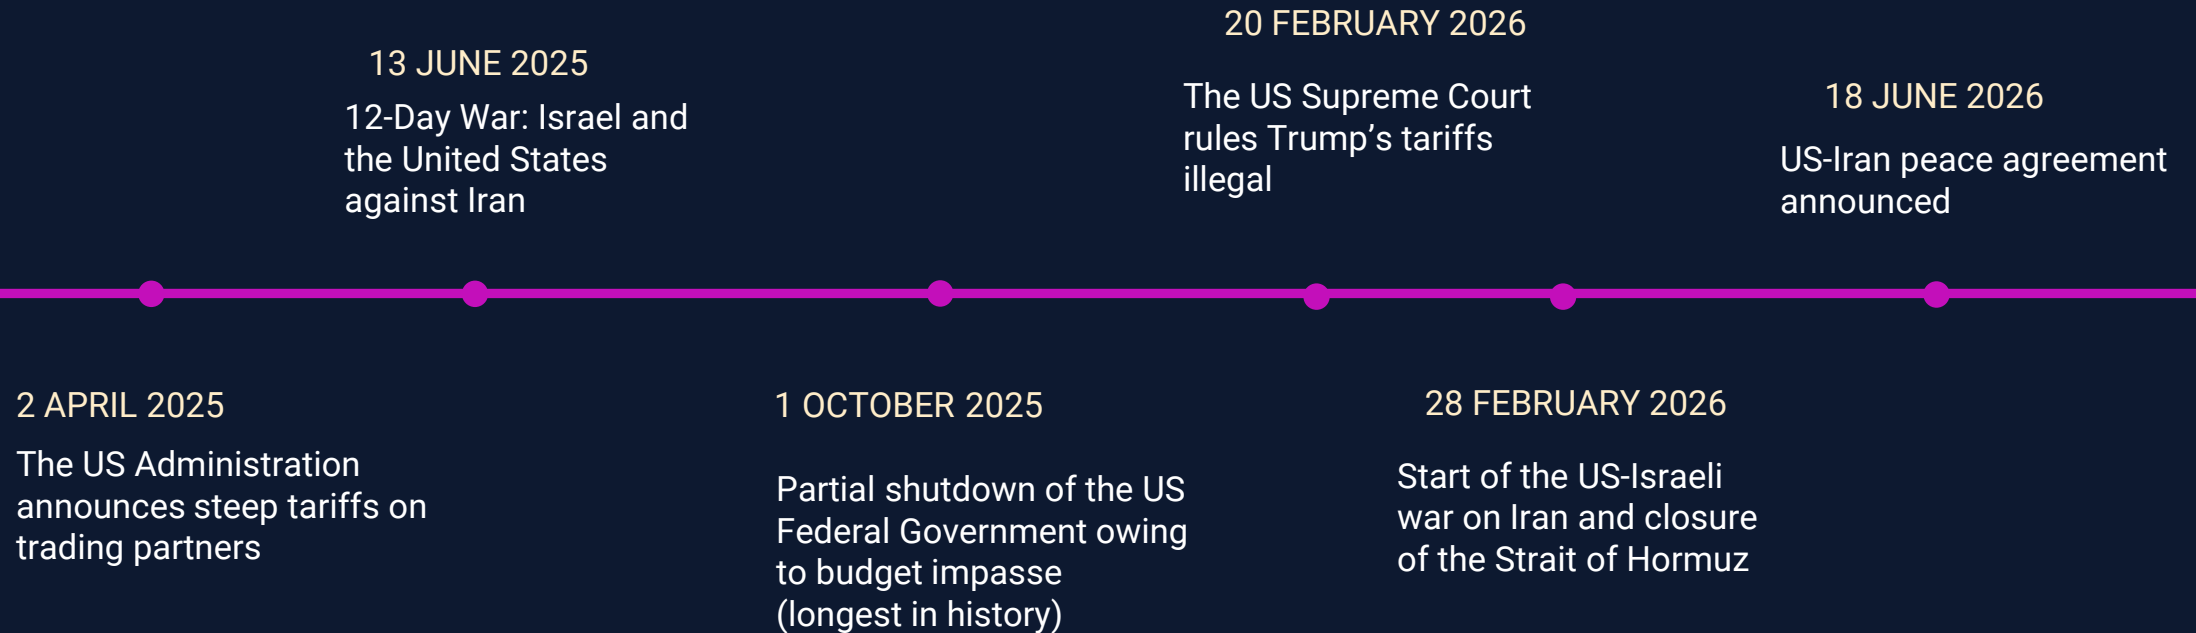 2 APRIL 2025
The US Administration
announces steep tariffs on
trading partners
13 JUNE 2025
12-Day War: Israel and
the United States
against Iran
1 OCTOBER 2025
Partial shutdown of the US
Federal Government owing
to budget impasse
(longest in history)
20 FEBRUARY 2026
The US Supreme Court
rules Trump’s tariffs
illegal
28 FEBRUARY 2026
Start of the US-Israeli
war on Iran and closure
of the Strait of Hormuz
18 JUNE 2026
US-Iran peace agreement
announced